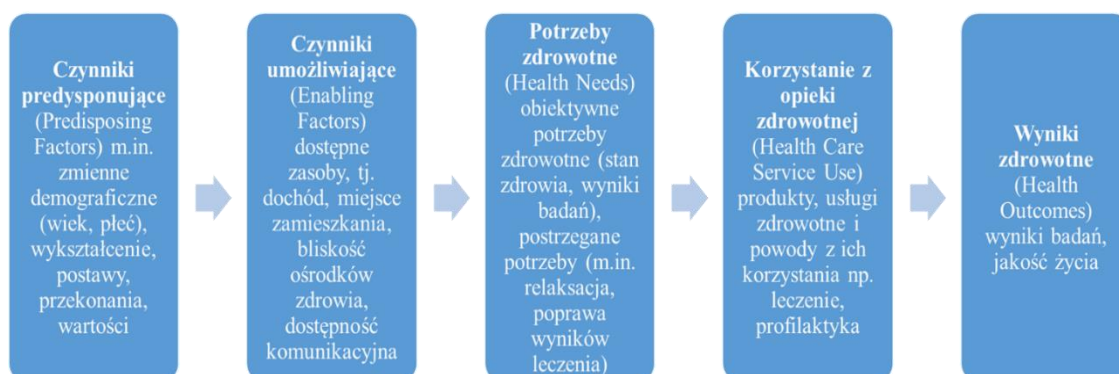 Czynniki
predysponujące
(Predisposing
Factors) m.in.
zmienne
demograficzne
(wiek, płeć),
wykształcenie,
postawy,
przekonania,
wartości
Czynniki
umożliwiające
(Enabling
Factors)
dostępne
zasoby, tj.
dochód, miejsce
zamieszkania,
bliskość
ośrodków
zdrowia,
dostępność
komunikacyjna
Potrzeby
zdrowotne
(Health Needs)
obiektywne
potrzeby
zdrowotne (stan
zdrowia, wyniki
badań),
postrzegane
potrzeby (m.in.
relaksacja,
poprawa
wyników
leczenia)
Korzystanie z
opieki
zdrowotnej
(Health Care
Service Use)
produkty, usługi
zdrowotne i
powody z ich
korzystania np.
leczenie,
profilaktyka
Wyniki
zdrowotne
(Health
Outcomes)
wyniki badań,
jakość życia